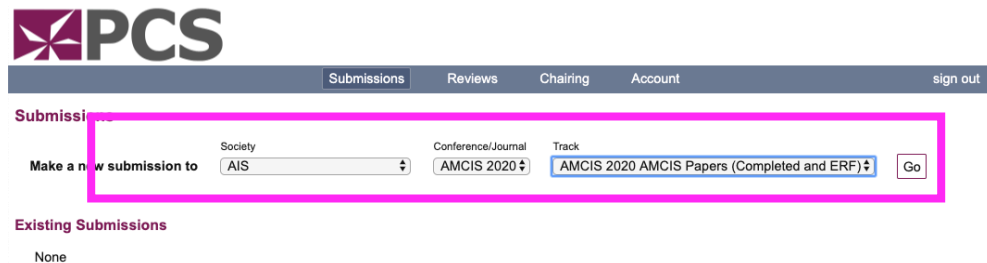 PCS
Submissions Reviews Chairing Account sign out
Submissions
Society Conference/Journal Track
Make a new submission to AIS AMCIS 2020 AMCIS 2020 AMCIS Papers (Completed and ERF) Go
Existing Submissions
None